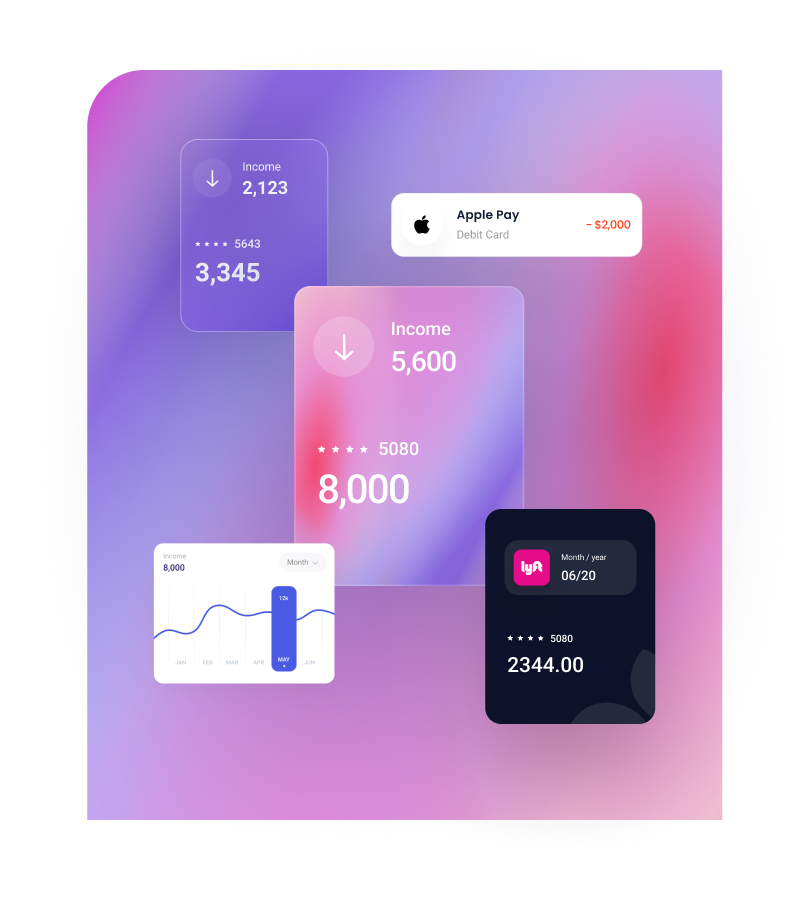 Income
2,123
★ ★ ★ ★ 5643
3,345
Apple Pay
Debit Card
- $2,000
Income
5,600
★ ★ ★ ★ 5080
8,000
Income
8,000
Month
12k
JAN FEB MAR APR MAY JUN
lyft
Month / year
06/20
★ ★ ★ ★ 5080
2344.00